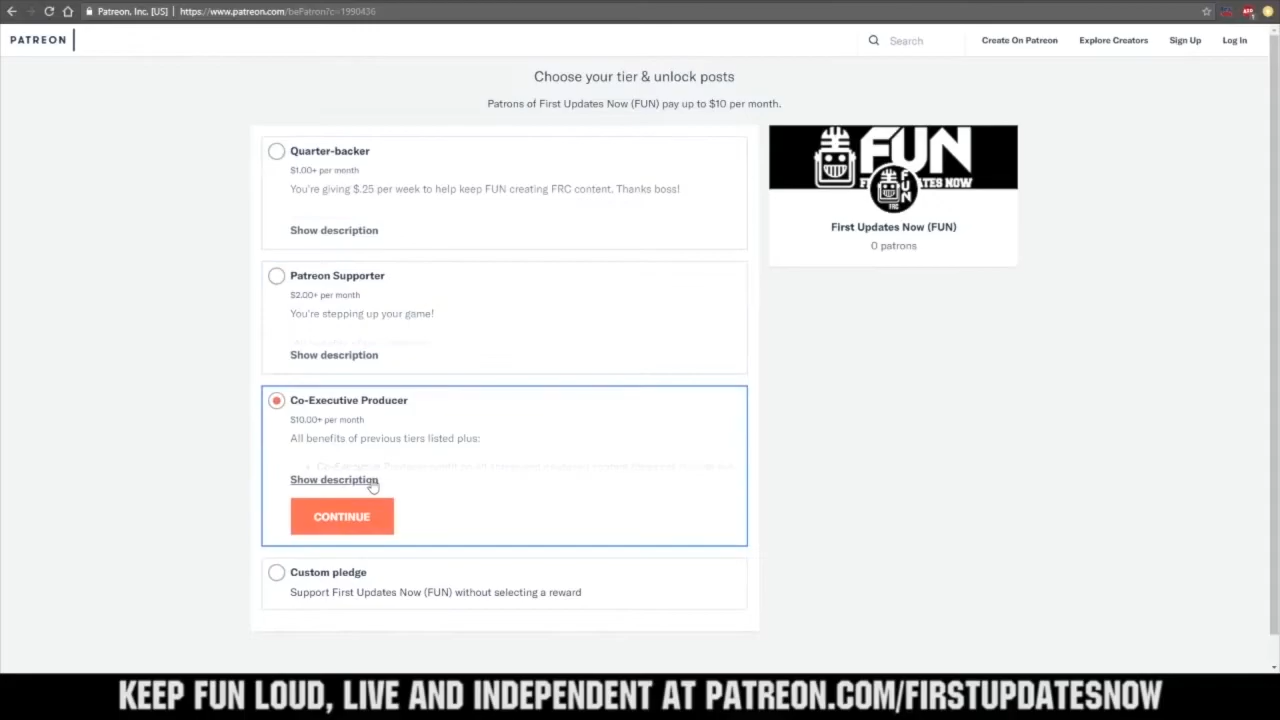 Patreon, Inc. [US] | https://www.patreon.com/bePatron?c=1990436
PATREON
Search
Create On Patreon
Explore Creators
Sign Up
Log In
Choose your tier & unlock posts
Patrons of First Updates Now (FUN) pay up to $10 per month.
Quarter-backer
$1.00+ per month
You're giving $.25 per week to help keep FUN creating FRC content. Thanks boss!
Show description
Patreon Supporter
$2.00+ per month
You're stepping up your game!
Show description
Co-Executive Producer
$10.00+ per month
All benefits of previous tiers listed plus:
Show description
CONTINUE
Custom pledge
Support First Updates Now (FUN) without selecting a reward
FUN
TES NOW
FUN
FRC
First Updates Now (FUN)
0 patrons
KEEP FUN LOUD, LIVE AND INDEPENDENT AT PATREON.COM/FIRSTUPDATESNOW